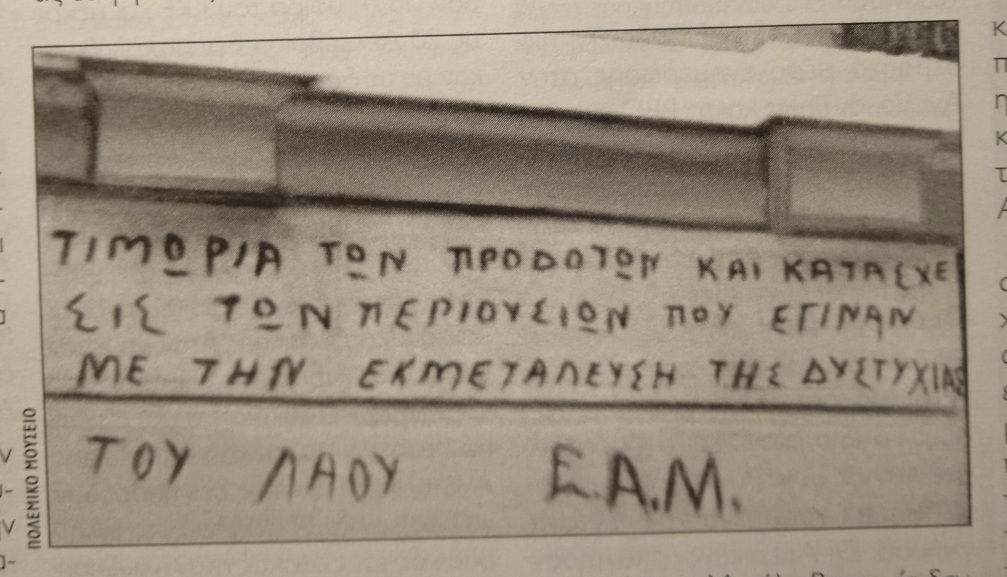 ΤΙΜΩΡΙΑ ΤΩΝ ΠΡΟΔΟΤΩΝ ΚΑΙ ΚΑΤΑΣΧΕ
ΣΙΣ ΤΩΝ ΠΕΡΙΟΥΣΙΩΝ ΠΟΥ ΕΓΙΝΑΝ
ΜΕ ΤΗΝ ΕΚΜΕΤΑΛΕΥΣΗ ΤΗΣ ΔΥΣΤΥΧΙΑΣ
ΤΟΥ ΛΑΟΥ Ε.Α.Μ.
ΠΟΛΕΜΙΚΟ ΜΟΥΣΕΙΟ